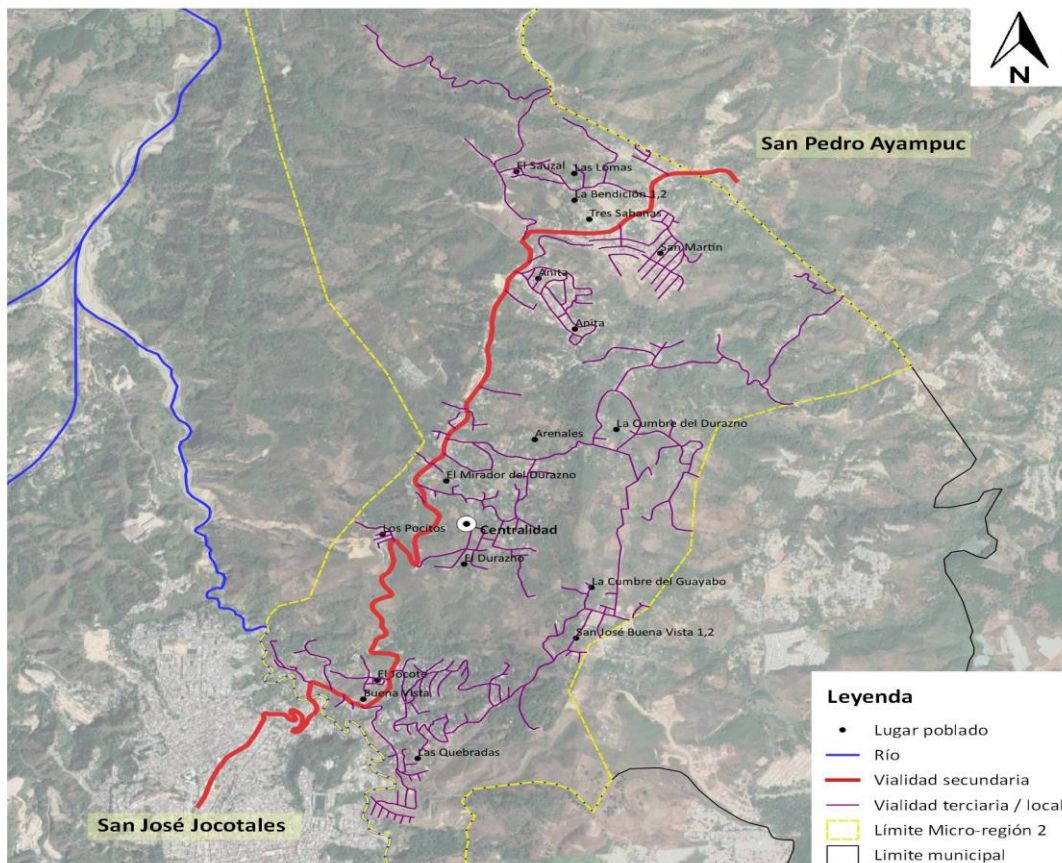 N
San Pedro Ayampuc
El Sauzal
Las Lomas
La Bendición 1,2
Tres Sabanas
San Martín
Anita
Anita
La Cumbre del Durazno
Arenales
El Mirador del Durazno
Centralidad
Los Pocitos
El Durazno
La Cumbre del Guayabo
San José Buena Vista 1,2
El Jocote
Buena Vista
Las Quebradas
San José Jocotales
Leyenda
Lugar poblado
Río
Vialidad secundaria
Vialidad terciaria / local
Límite Micro-región 2
Limite municipal